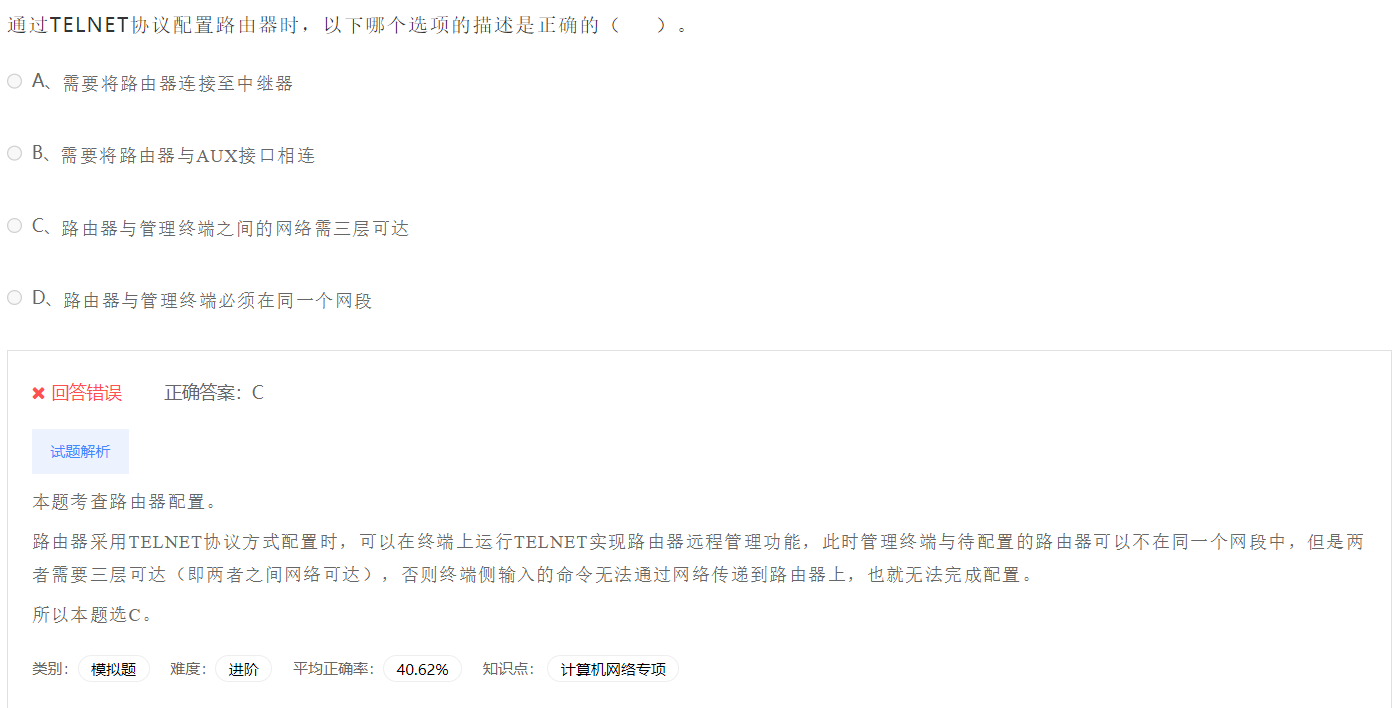 通过TELNET协议配置路由器时，以下哪个选项的描述是正确的（　　）。
A、需要将路由器连接至中继器
B、需要将路由器与AUX接口相连
C、路由器与管理终端之间的网络需三层可达
D、路由器与管理终端必须在同一个网段
✖ 回答错误 正确答案：C
试题解析
本题考查路由器配置。
路由器采用TELNET协议方式配置时，可以在终端上运行TELNET实现路由器远程管理功能，此时管理终端与待配置的路由器可以不在同一个网段中，但是两
者需要三层可达（即两者之间网络可达），否则终端侧输入的命令无法通过网络传递到路由器上，也就无法完成配置。
所以本题选C。
类别： 模拟题 难度： 进阶 平均正确率： 40.62% 知识点： 计算机网络专项